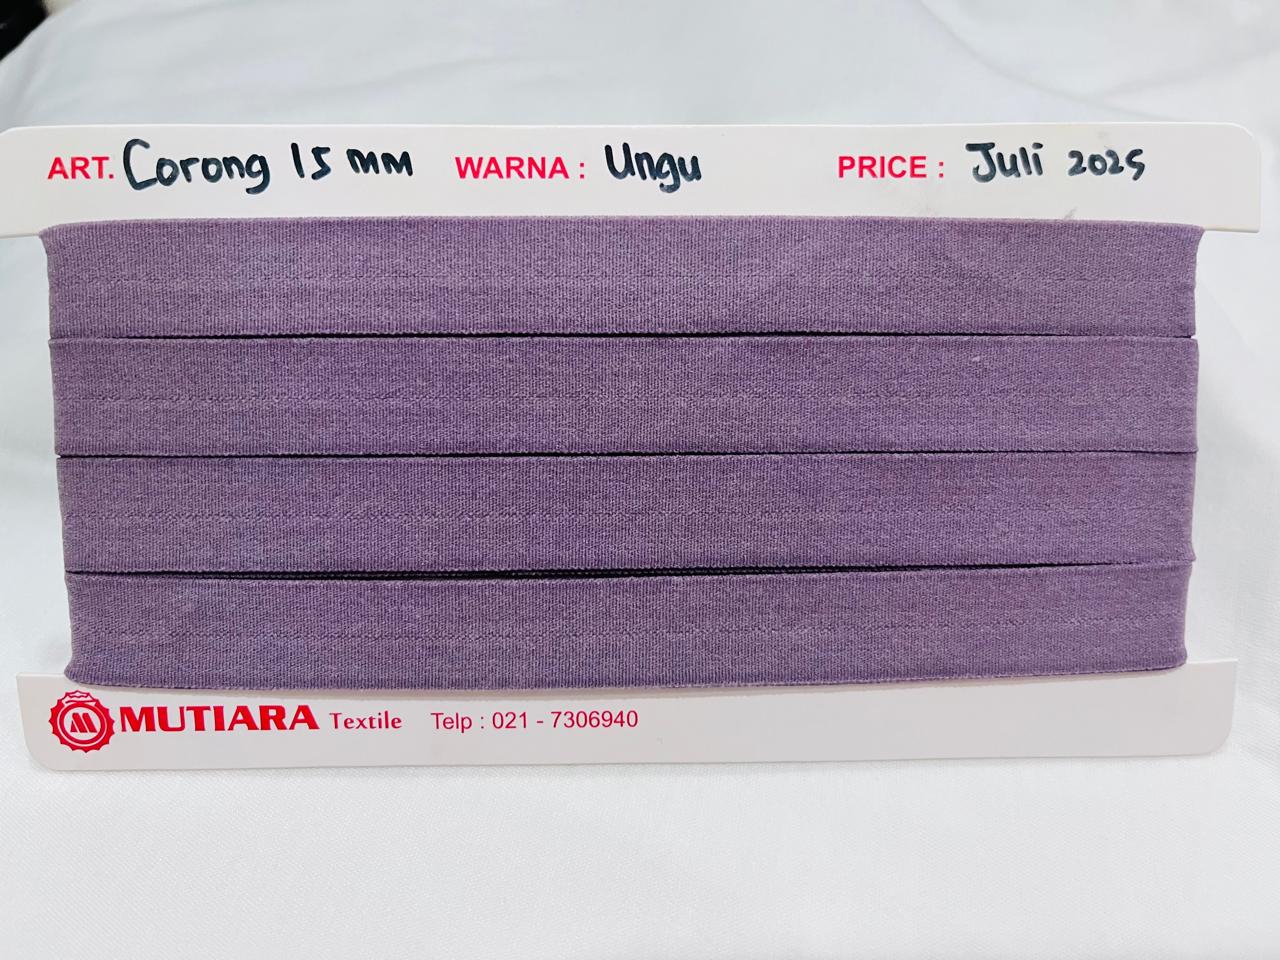 ART. Corong 15 mm WARNA : Ungu PRICE : Juli 2025
MUTIARA Textile Telp : 021 - 7306940